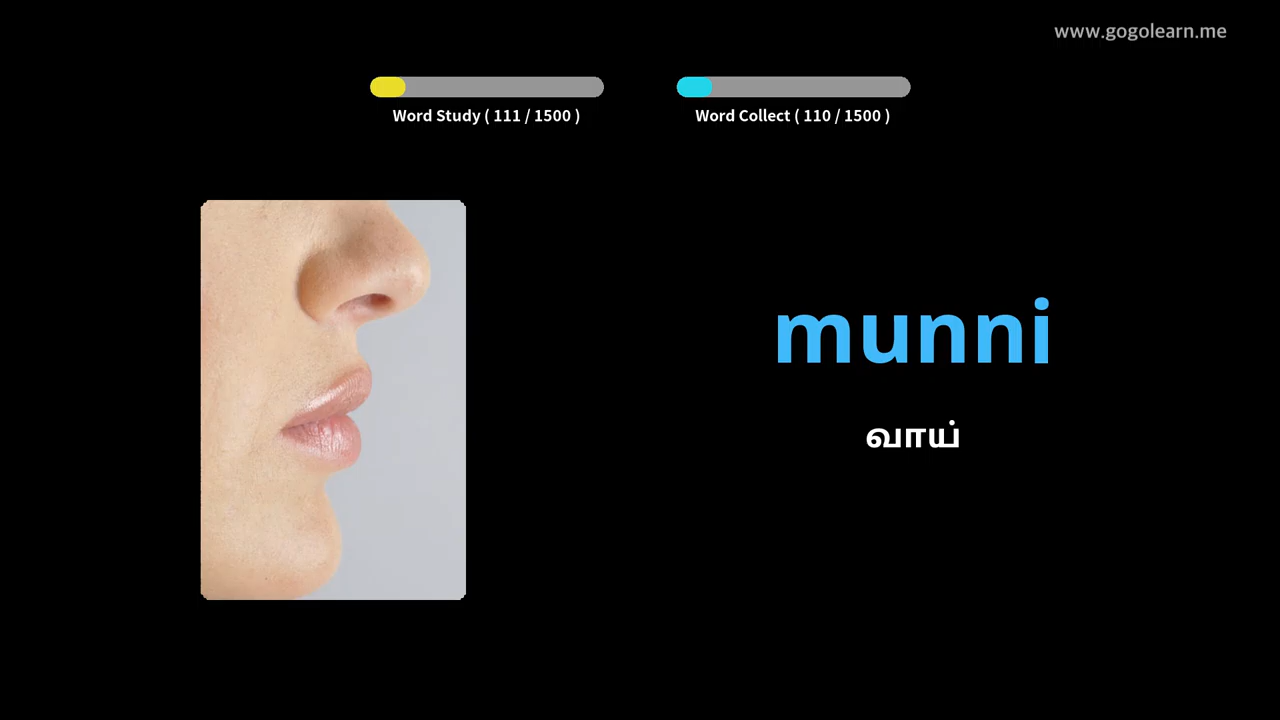 www.gogolearn.me
Word Study ( 111 / 1500 )
Word Collect ( 110 / 1500 )
munni
வாய்